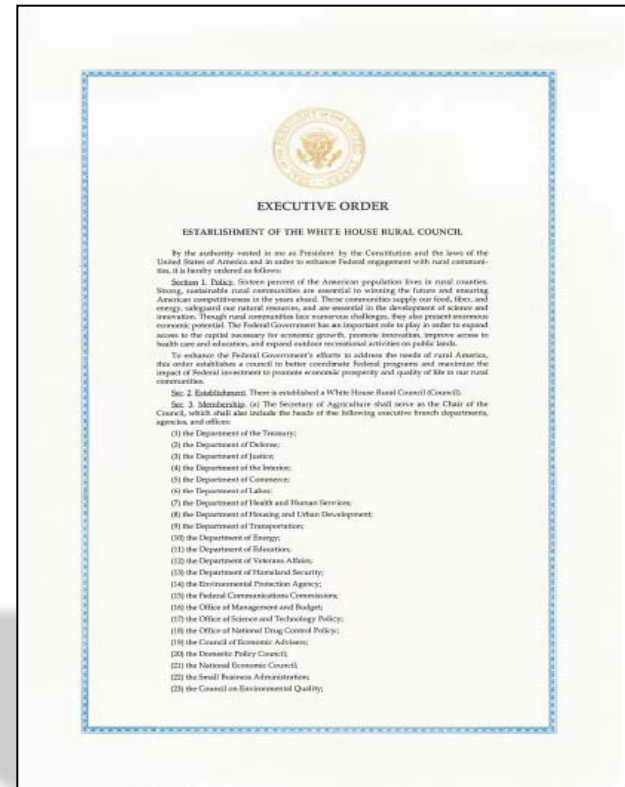 EXECUTIVE ORDER
ESTABLISHMENT OF THE WHITE HOUSE RURAL COUNCIL
By the authority vested in me as President by the Constitution and the laws of the
United States of America and in order to enhance Federal engagement with rural communi-
ties, it is hereby ordered as follows:
Section 1. Policy. Sixteen percent of the American population lives in rural counties.
Strong, sustainable rural communities are essential to winning the future and ensuring
American competitiveness in the years ahead. These communities supply our food, fiber, and
energy, safeguard our natural resources, and are essential in the development of science and
innovation. Though rural communities face numerous challenges, they also present enormous
economic potential. The Federal Government has an important role to play in order to expand
access to the capital necessary for economic growth, promote innovation, improve access to
health care and education, and expand outdoor recreational activities on public lands.
To enhance the Federal Government's efforts to address the needs of rural America,
this order establishes a council to better coordinate Federal programs and maximize the
impact of Federal investment to promote economic prosperity and quality of life in our rural
communities.
Sec. 2. Establishment. There is established a White House Rural Council (Council).
Sec. 3. Membership. (a) The Secretary of Agriculture shall serve as the Chair of the
Council, which shall also include the heads of the following executive branch departments,
agencies, and offices:
(1) the Department of the Treasury;
(2) the Department of Defense;
(3) the Department of Justice;
(4) the Department of the Interior;
(5) the Department of Commerce;
(6) the Department of Labor;
(7) the Department of Health and Human Services;
(8) the Department of Housing and Urban Development;
(9) the Department of Transportation;
(10) the Department of Energy;
(11) the Department of Education;
(12) the Department of Veterans Affairs;
(13) the Department of Homeland Security;
(14) the Environmental Protection Agency;
(15) the Federal Communications Commission;
(16) the Office of Management and Budget;
(17) the Office of Science and Technology Policy;
(18) the Office of National Drug Control Policy;
(19) the Council of Economic Advisers;
(20) the Domestic Policy Council;
(21) the National Economic Council;
(22) the Small Business Administration;
(23) the Council on Environmental Quality;